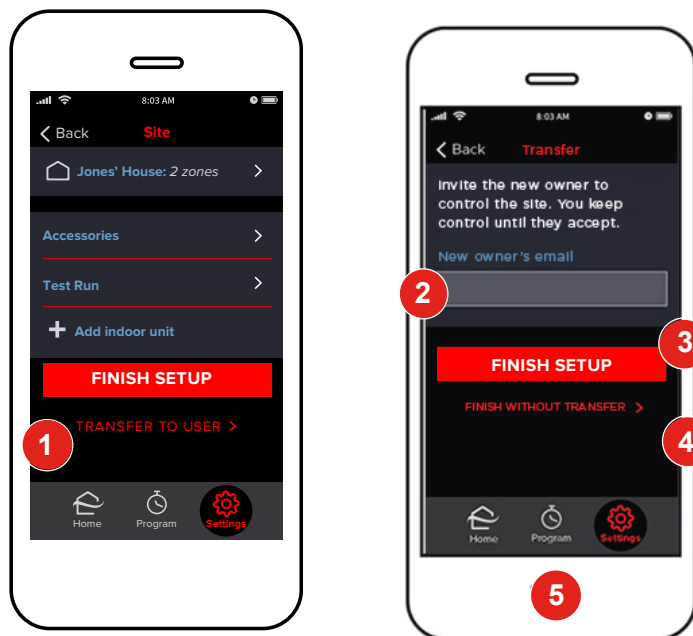 8:03 AM
Back Site
Jones' House: 2 zones
Accessories
Test Run
Add indoor unit
FINISH SETUP
TRANSFER TO USER >
1
Home Program Settings
8:03 AM
Back Transfer
Invite the new owner to
control the site. You keep
control until they accept.
New owner's email
2
3
FINISH SETUP
FINISH WITHOUT TRANSFER >
4
Home Program Settings
5